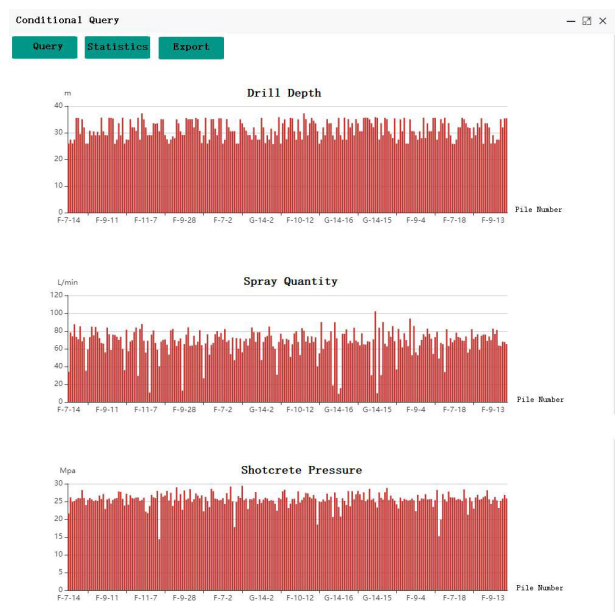 Conditional Query
Query Statistics Export
Drill Depth
m
40
30
20
10
0
F-7-14 F-9-11 F-11-7 F-9-28 F-7-2 G-14-2 F-10-12 G-14-16 G-14-15 F-9-4 F-7-18 F-9-13
Pile Number
Spray Quantity
L/min
120
100
80
60
40
20
0
F-7-14 F-9-11 F-11-7 F-9-28 F-7-2 G-14-2 F-10-12 G-14-16 G-14-15 F-9-4 F-7-18 F-9-13
Pile Number
Shotcrete Pressure
Mpa
30
25
20
15
10
5
0
F-7-14 F-9-11 F-11-7 F-9-28 F-7-2 G-14-2 F-10-12 G-14-16 G-14-15 F-9-4 F-7-18 F-9-13
Pile Number